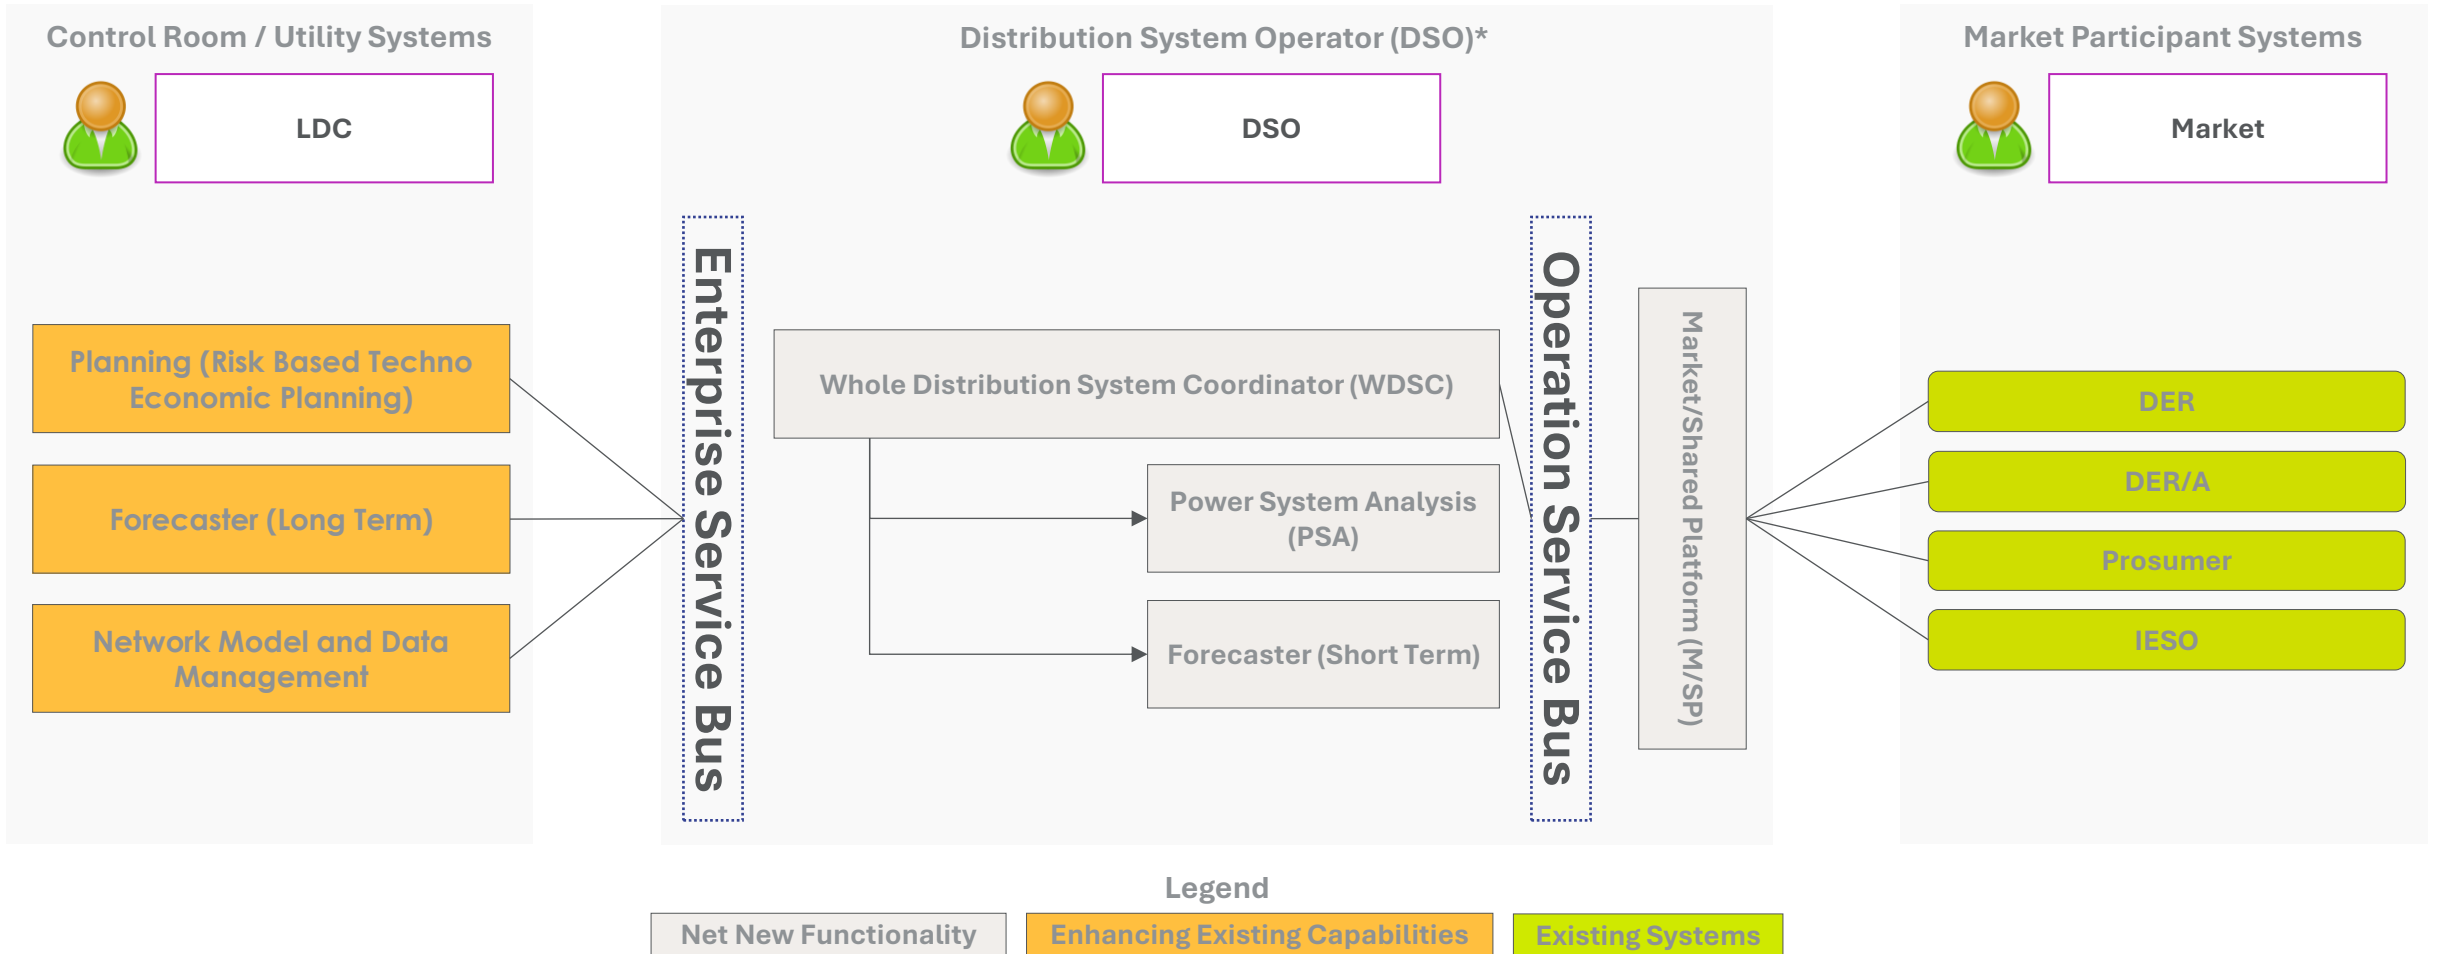 Control Room / Utility Systems
LDC
Planning (Risk Based Techno
Economic Planning)
Forecaster (Long Term)
Network Model and Data
Management
Distribution System Operator (DSO)*
DSO
Enterprise Service Bus
Whole Distribution System Coordinator (WDSC)
Power System Analysis
(PSA)
Forecaster (Short Term)
Operation Service Bus
Market/Shared Platform (M/SP)
Market Participant Systems
Market
DER
DER/A
Prosumer
IESO
Legend
Net New Functionality
Enhancing Existing Capabilities
Existing Systems